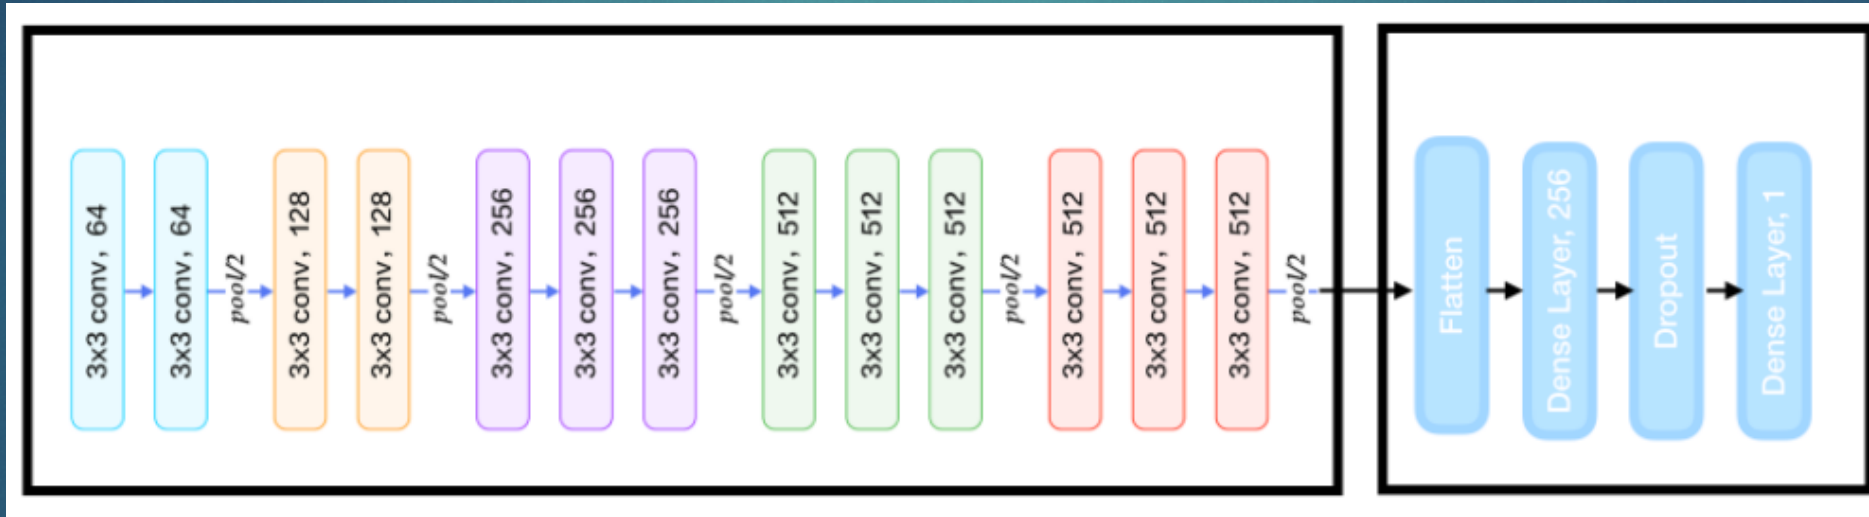 3x3 conv, 64
3x3 conv, 64
pool/2
3x3 conv, 128
3x3 conv, 128
pool/2
3x3 conv, 256
3x3 conv, 256
3x3 conv, 256
pool/2
3x3 conv, 512
3x3 conv, 512
3x3 conv, 512
pool/2
3x3 conv, 512
3x3 conv, 512
3x3 conv, 512
pool/2
Flatten
Dense Layer, 256
Dropout
Dense Layer, 1